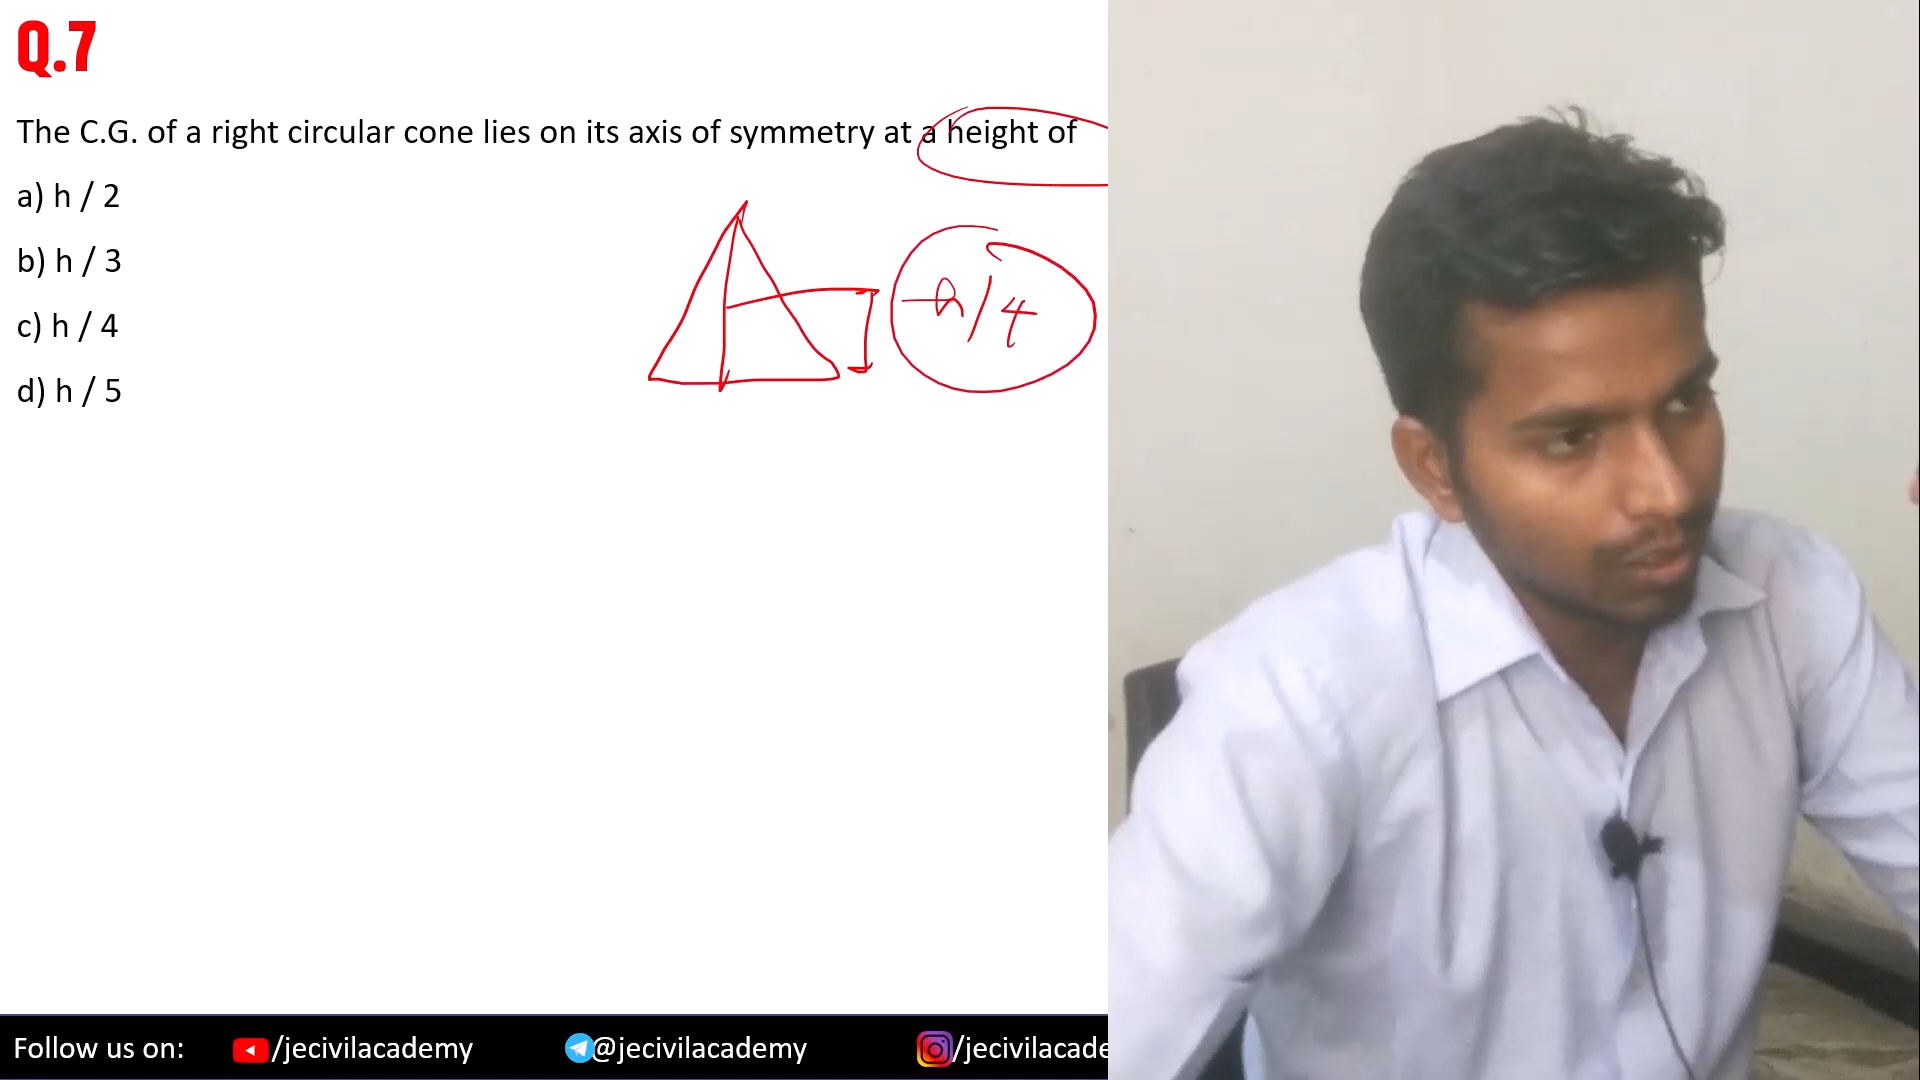 Q.7
The C.G. of a right circular cone lies on its axis of symmetry at a height of
a) h / 2
b) h / 3
c) h / 4
d) h / 5
h/4
Follow us on: /jecivilacademy @jecivilacademy /jecivilacade